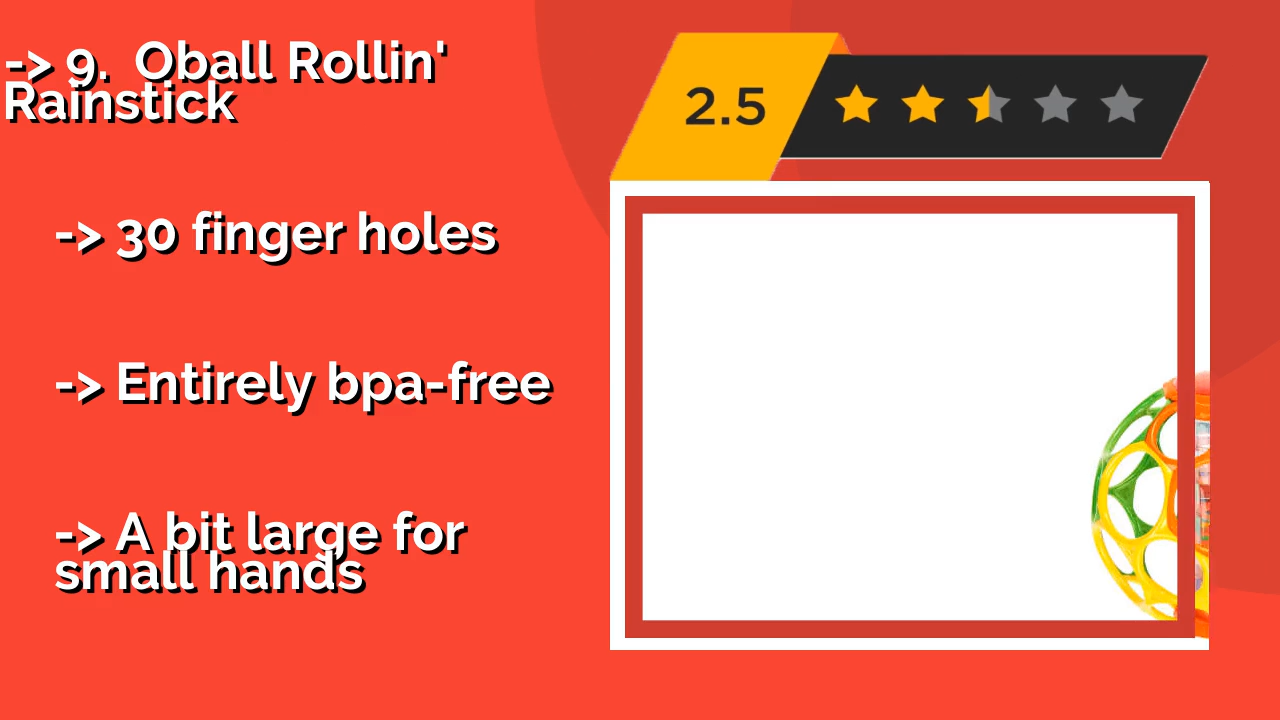 -> 9.  Oball Rollin'
Rainstick
2.5
-> 30 finger holes
-> Entirely bpa-free
-> A bit large for
small hands